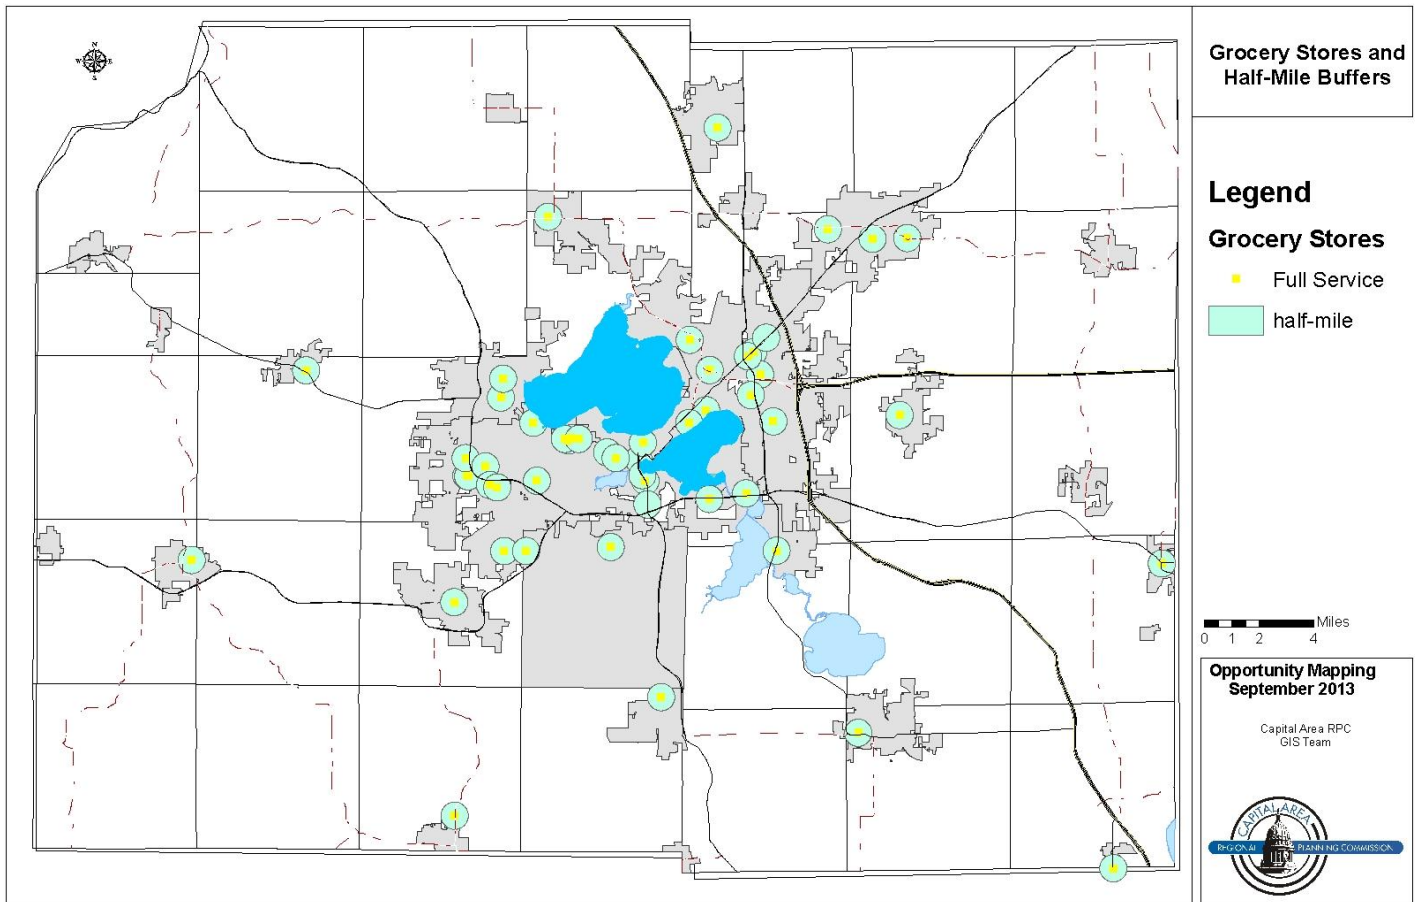 N
W E
S
Grocery Stores and
Half-Mile Buffers
Legend
Grocery Stores
Full Service
half-mile
Miles
0 1 2 4
Opportunity Mapping
September 2013
Capital Area RPC
GIS Team
CAPITAL AREA
REGIONAL PLANNING COMMISSION